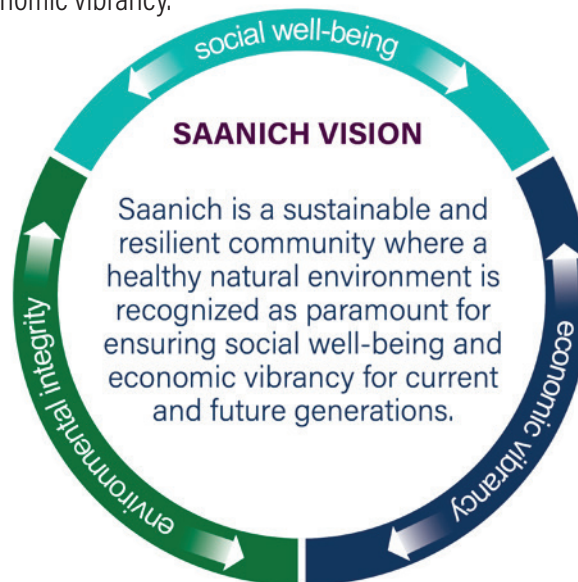 vibrancy.
social well-being
SAANICH VISION
Saanich is a sustainable and
resilient community where a
healthy natural environment is
recognized as paramount for
ensuring social well-being and
economic vibrancy for current
and future generations.
environmental integrity
economic vibrancy